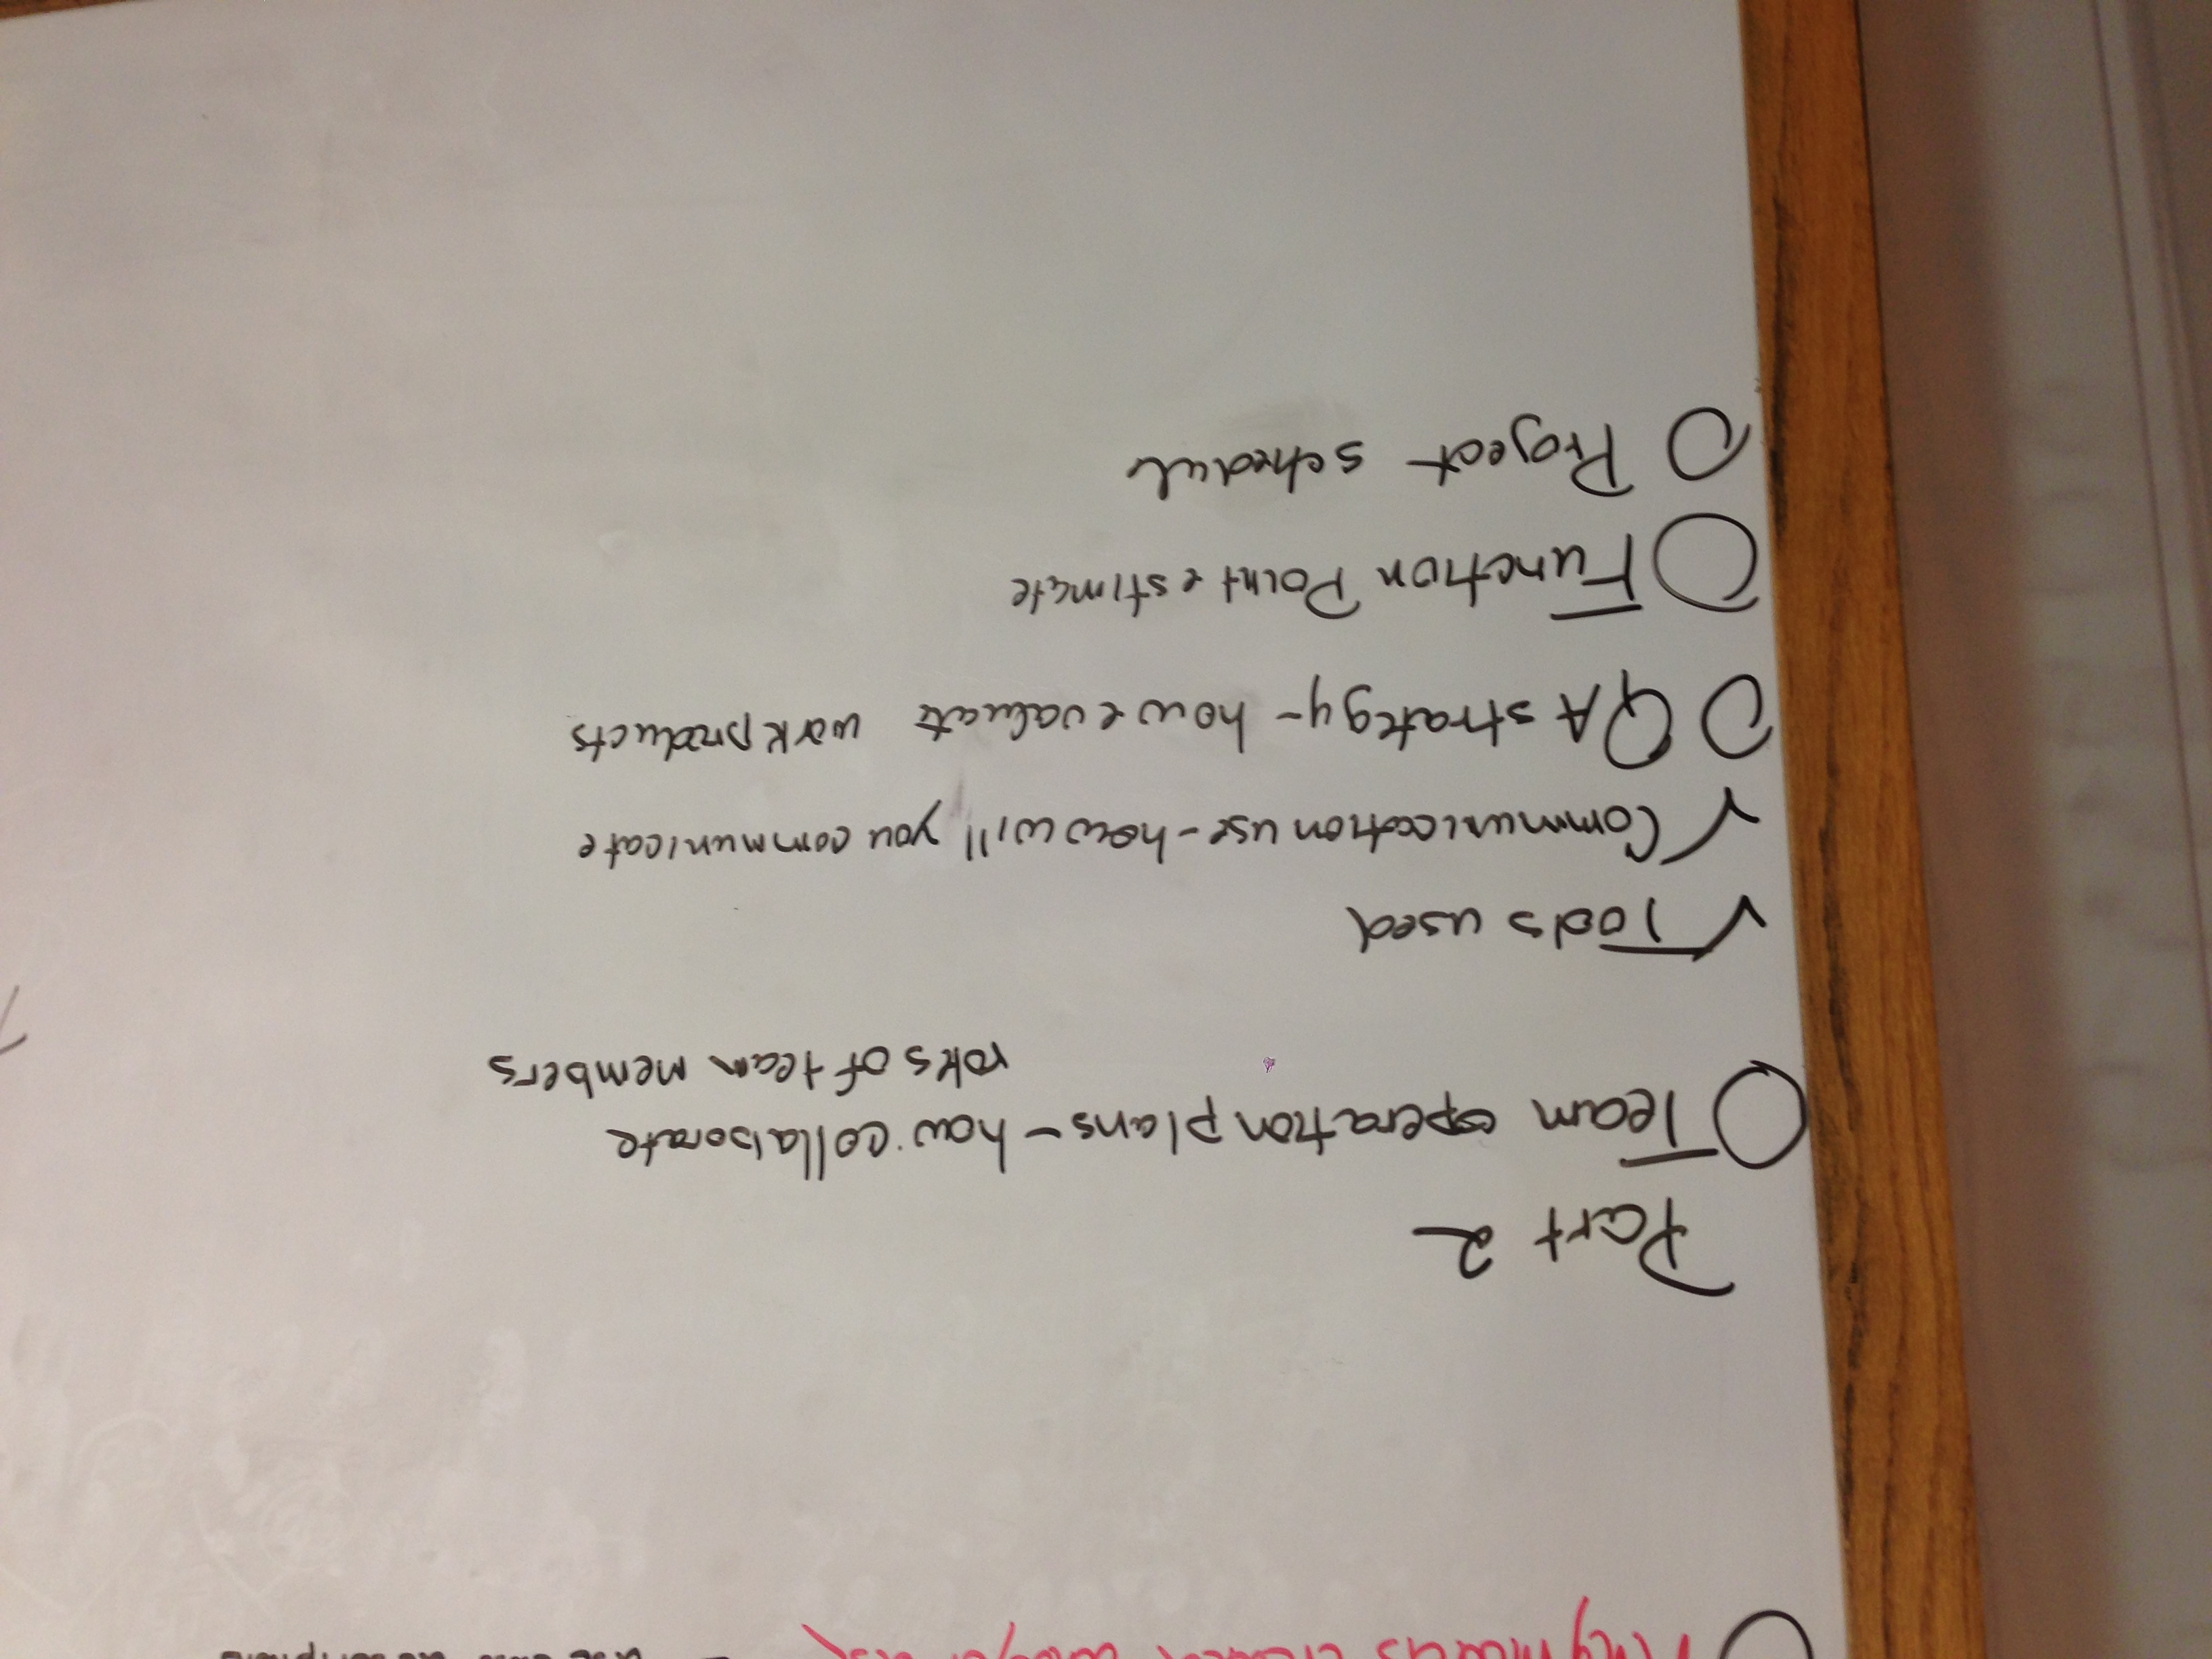 Part 2
Team operation plans - how collaborate
roles of team members
Tools used
Communication use - how will you communicate
QA strategy - how evaluate work products
Function Point estimate
Project schedule